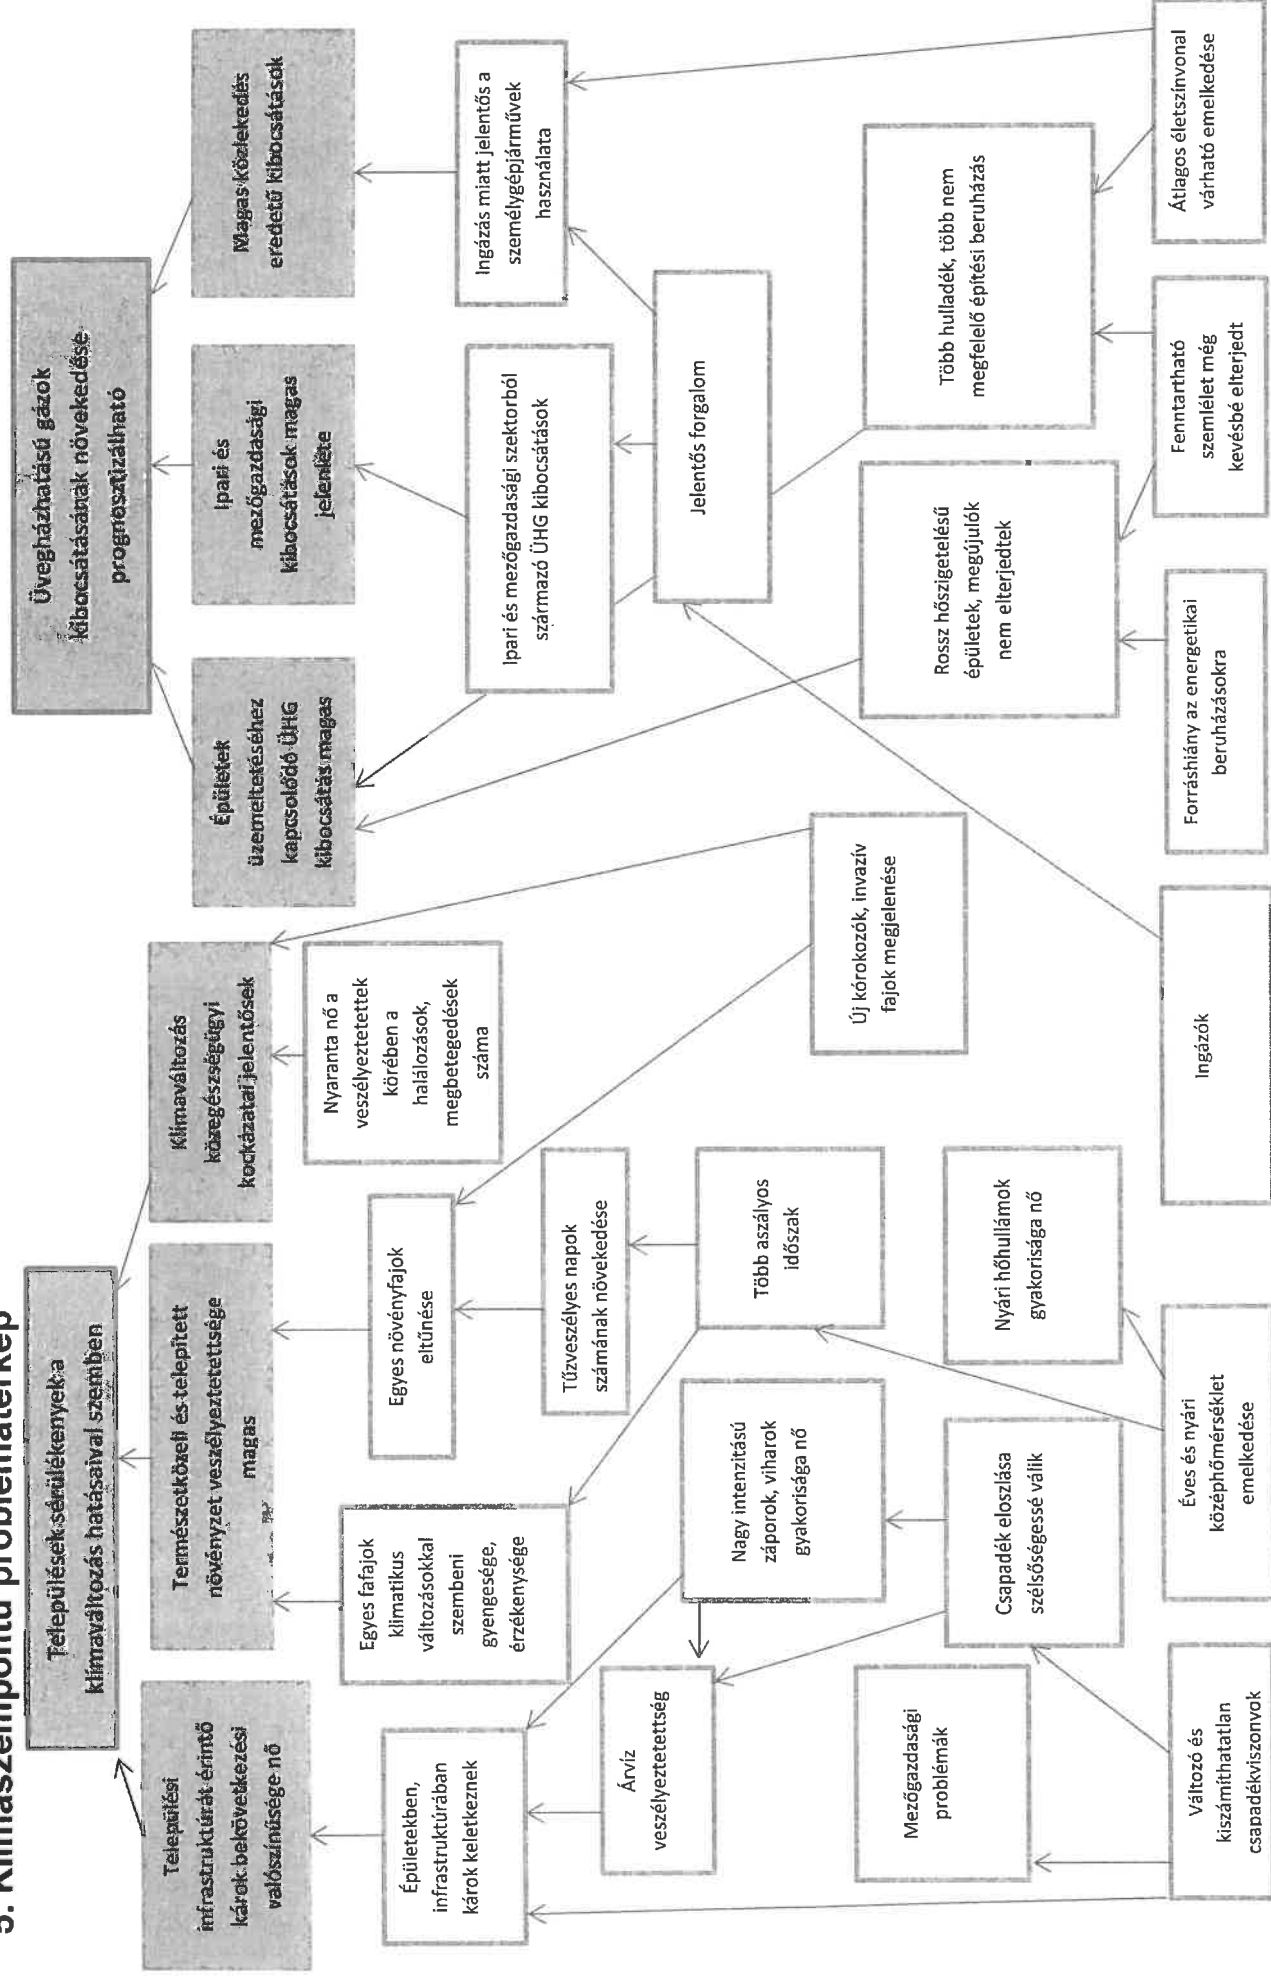 5. Klímaszempontú problématérkép
Települések sérülékenyek a
klímaváltozás hatásaival szemben
Üvegházhatású gázok
kibocsátásának növekedése
prognosztizálható
Települési
infrastruktúrát érintő
károk bekövetkezési
valószínűsége nő
Természetközeli és telepített
növényzet veszélyeztetettsége
magas
Klímaváltozás
közegészségügyi
kockázatai jelentősek
Épületek
üzemeltetéséhez
kapcsolódó ÜHG
kibocsátás magas
Ipari és
mezőgazdasági
kibocsátások magas
jelenléte
Magas közlekedés
eredetű kibocsátások
Épületekben,
infrastruktúrában
károk keletkeznek
Egyes fafajok
klimatikus
változásokkal
szembeni
gyengesége,
érzékenysége
Egyes növényfajok
eltűnése
Nyaranta nő a
veszélyeztetettek
körében a
halálozások,
megbetegedések
száma
Ipari és mezőgazdasági szektorból
származó ÜHG kibocsátások
Ingázás miatt jelentős a
személygépjárművek
használata
Árvíz
veszélyeztetettség
Tűzveszélyes napok
számának növekedése
Jelentős forgalom
Nagy intenzitású
záporok, viharok
gyakorisága nő
Több aszályos
időszak
Új kórokozók, invazív
fajok megjelenése
Mezőgazdasági
problémák
Csapadék eloszlása
szélsőségessé válik
Nyári hőhullámok
gyakorisága nő
Rossz hőszigetelésű
épületek, megújulók
nem elterjedtek
Több hulladék, több nem
megfelelő építési beruházás
Változó és
kiszámíthatatlan
csapadékviszonvok
Éves és nyári
középhőmérséklet
emelkedése
Ingázók
Forráshiány az energetikai
beruházásokra
Fenntartható
szemlélet még
kevésbé elterjedt
Átlagos életszínvonal
várható emelkedése